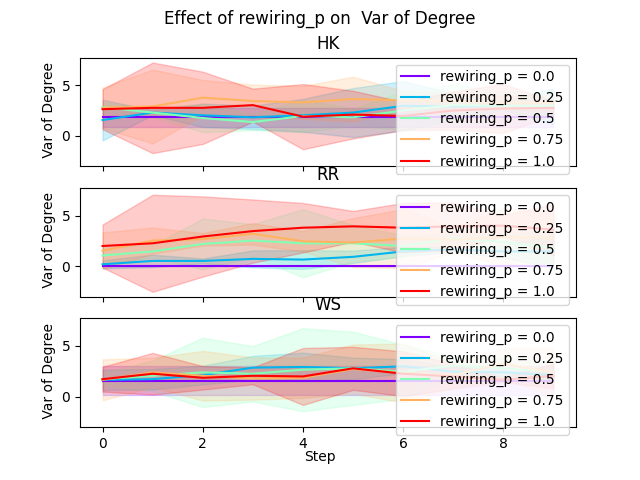 Effect of rewiring_p on  Var of Degree
HK
Var of Degree
5
0
rewiring_p = 0.0
rewiring_p = 0.25
rewiring_p = 0.5
rewiring_p = 0.75
rewiring_p = 1.0
RR
Var of Degree
5
0
rewiring_p = 0.0
rewiring_p = 0.25
rewiring_p = 0.5
rewiring_p = 0.75
rewiring_p = 1.0
WS
Var of Degree
5
0
rewiring_p = 0.0
rewiring_p = 0.25
rewiring_p = 0.5
rewiring_p = 0.75
rewiring_p = 1.0
0 2 4 6 8
Step